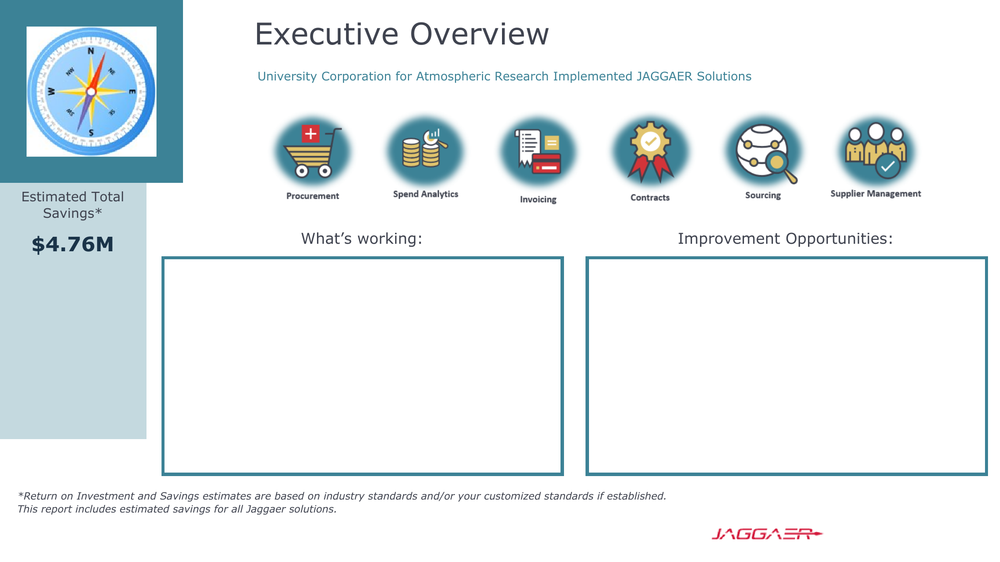 Executive Overview
University Corporation for Atmospheric Research Implemented JAGGAER Solutions
N
NW
NE
W
E
SW
SE
S
Procurement
Spend Analytics
Invoicing
Contracts
Sourcing
Supplier Management
Estimated Total
Savings*
$4.76M
What’s working:
Improvement Opportunities:
*Return on Investment and Savings estimates are based on industry standards and/or your customized standards if established.
This report includes estimated savings for all Jaggaer solutions.
JAGGAER